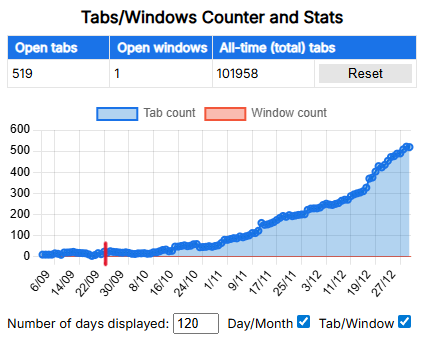 Tabs/Windows Counter and Stats
Open tabs Open windows All-time (total) tabs
519 1 101958 Reset
Tab count Window count
600
500
400
300
200
100
0
6/09 14/09 22/09 30/09 8/10 16/10 24/10 1/11 9/11 17/11 25/11 3/12 11/12 19/12 27/12
Number of days displayed: 120 Day/Month Tab/Window